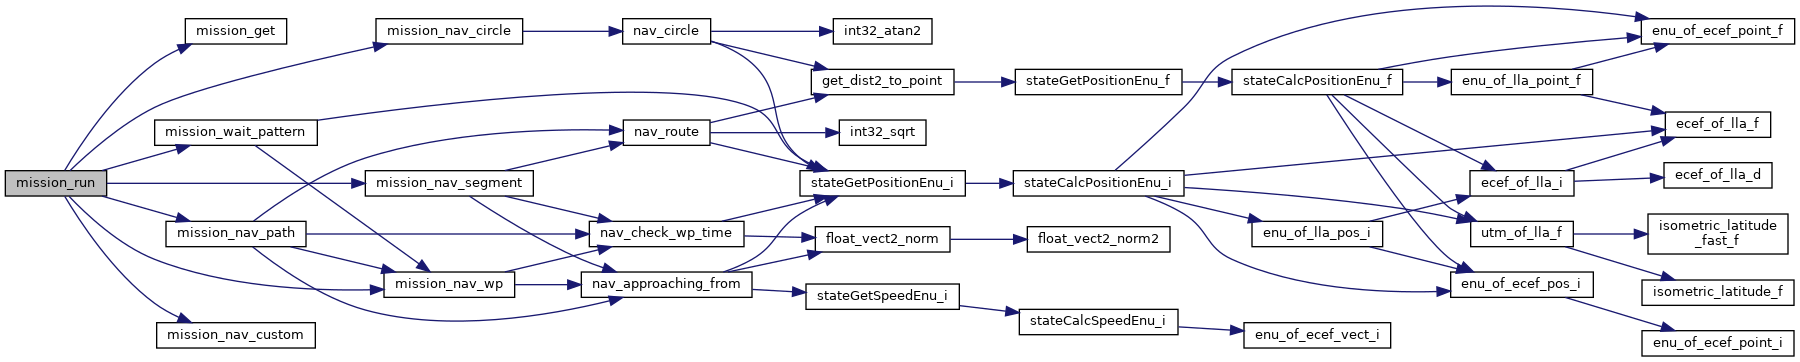 mission_run
mission_get
mission_nav_circle
mission_wait_pattern
mission_nav_segment
mission_nav_path
mission_nav_wp
mission_nav_custom
nav_circle
nav_route
nav_check_wp_time
nav_approaching_from
int32_atan2
get_dist2_to_point
int32_sqrt
stateGetPositionEnu_i
float_vect2_norm
stateGetSpeedEnu_i
stateGetPositionEnu_f
stateCalcPositionEnu_i
float_vect2_norm2
stateCalcSpeedEnu_i
stateCalcPositionEnu_f
enu_of_lla_pos_i
enu_of_ecef_vect_i
enu_of_lla_point_f
ecef_of_lla_i
utm_of_lla_f
enu_of_ecef_pos_i
enu_of_ecef_point_f
ecef_of_lla_f
ecef_of_lla_d
isometric_latitude
_fast_f
isometric_latitude_f
enu_of_ecef_point_i